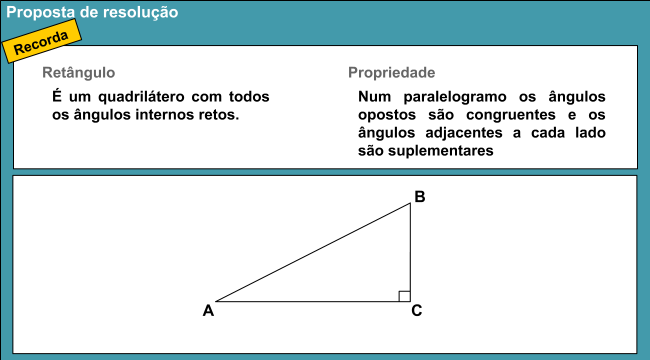 Proposta de resolução
Recorda
Retângulo
É um quadrilátero com todos
os ângulos internos retos.
Propriedade
Num paralelogramo os ângulos
opostos são congruentes e os
ângulos adjacentes a cada lado
são suplementares
B
A
C